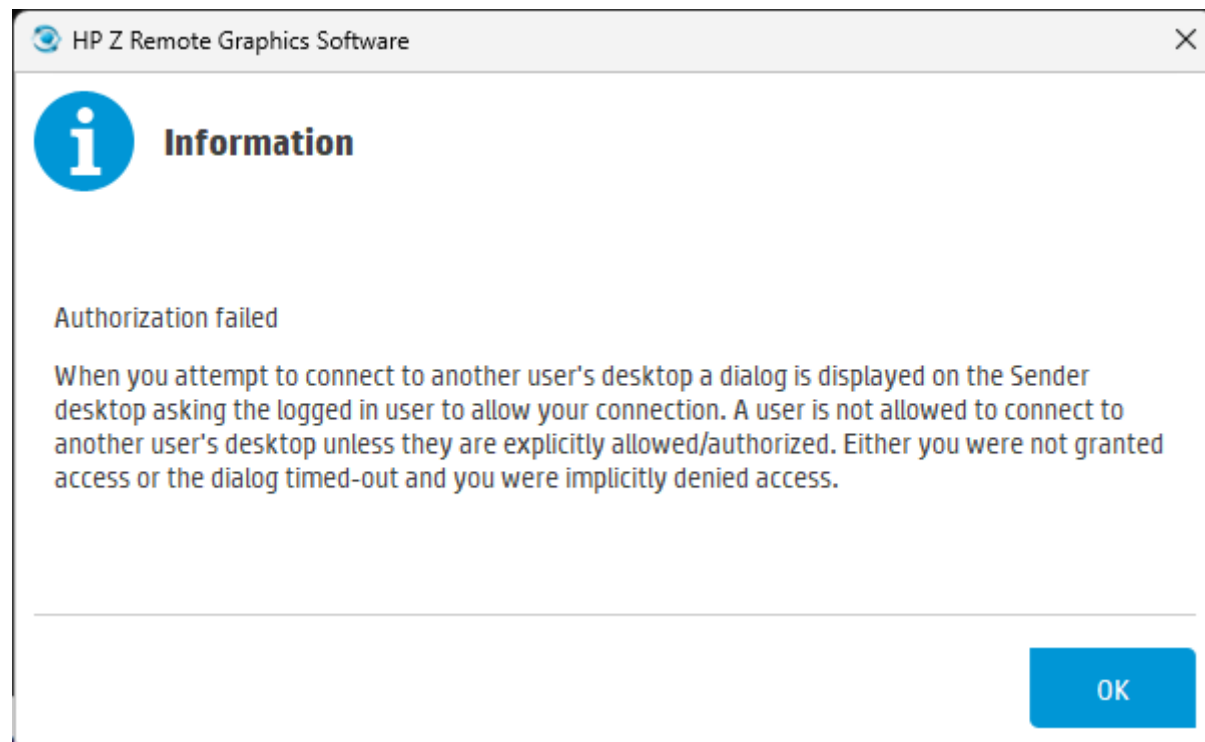 HP Z Remote Graphics Software
Information
Authorization failed
When you attempt to connect to another user's desktop a dialog is displayed on the Sender
desktop asking the logged in user to allow your connection. A user is not allowed to connect to
another user's desktop unless they are explicitly allowed/authorized. Either you were not granted
access or the dialog timed-out and you were implicitly denied access.
OK